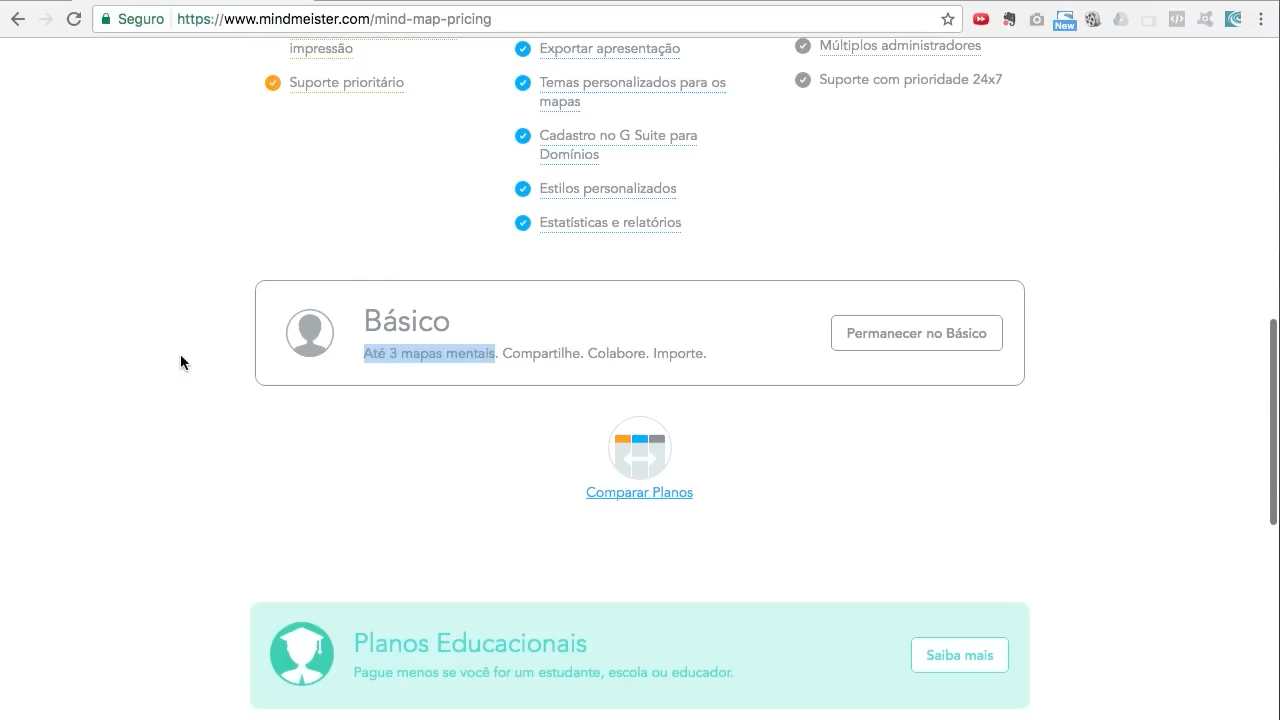 Seguro
https://www.mindmeister.com/mind-map-pricing
New
impressão
Suporte prioritário
Exportar apresentação
Temas personalizados para os
mapas
Cadastro no G Suite para
Domínios
Estilos personalizados
Estatísticas e relatórios
Múltiplos administradores
Suporte com prioridade 24x7
Básico
Até 3 mapas mentais. Compartilhe. Colabore. Importe.
Permanecer no Básico
Comparar Planos
Planos Educacionais
Pague menos se você for um estudante, escola ou educador.
Saiba mais